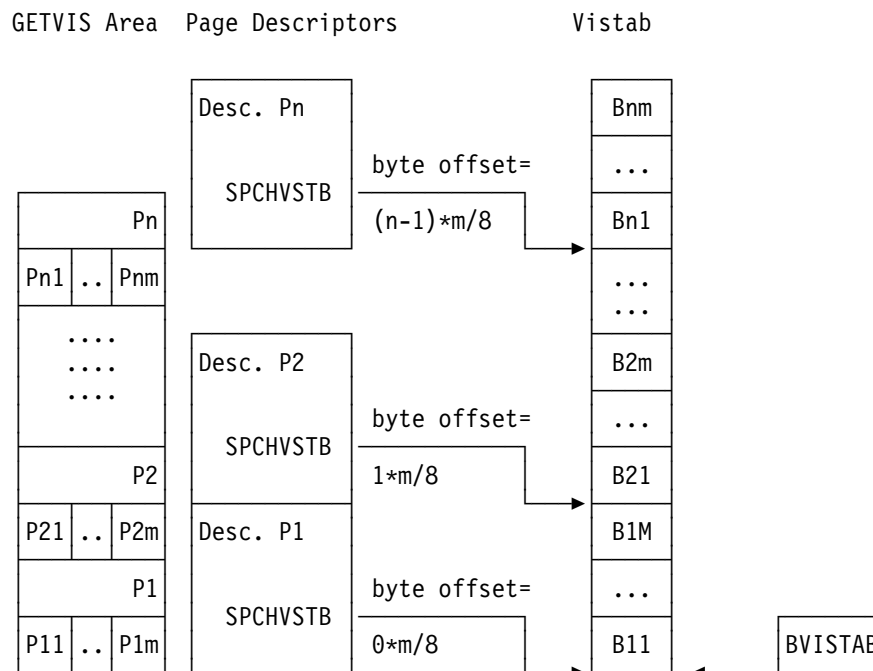 GETVIS Area Page Descriptors Vistab
Desc. Pn Bnm
byte offset= ...
SPCHVSTB
Pn (n-1)*m/8 Bn1
Pn1 .. Pnm ...
...
....
.... Desc. P2 B2m
....
byte offset= ...
SPCHVSTB
P2 1*m/8 B21
P21 .. P2m Desc. P1 B1M
P1 byte offset= ...
SPCHVSTB
P11 .. P1m 0*m/8 B11 BVISTAB